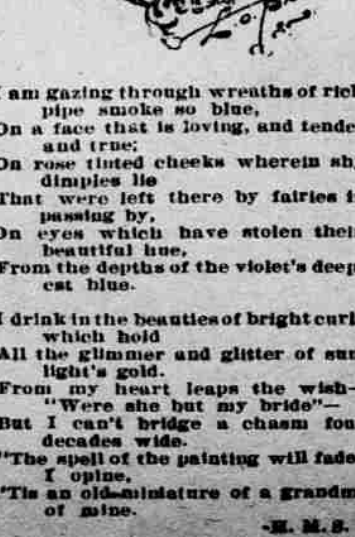 I am gazing through wreaths of rich
pipe smoke so blue,
On a face that is loving, and tende
and true;
On rose tinted cheeks wherein shy
dimples lie
That were left there by fairies i
passing by,
On eyes which have stolen thei
beautiful hue,
From the depths of the violet's deep-
est blue.
I drink in the beauties of bright curl
which hold
All the glimmer and glitter of sun-
light's gold.
From my heart leaps the wish—
"Were she but my bride"—
But I can't bridge a chasm fou
decades wide.
"The spell of the painting will fade
I opine,
'Tis an old-miniature of a grandm
of mine.
-H. M. S.